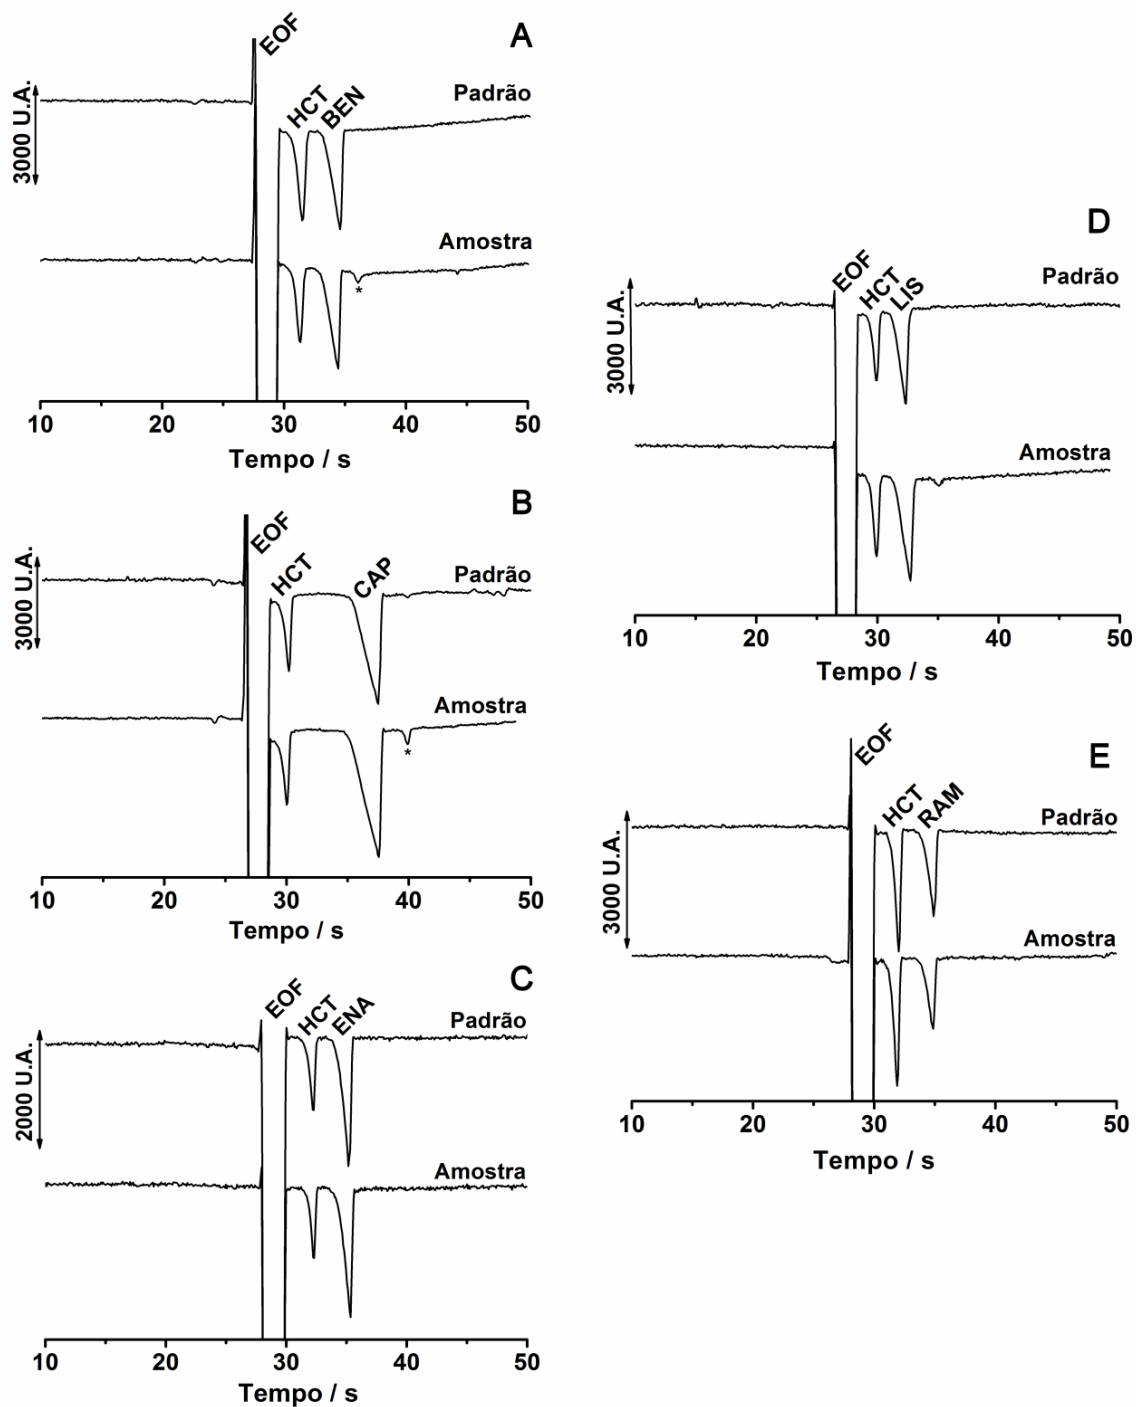 A
EOF
Padrão
HCT
BEN
3000 U.A.
Amostra
*
10 20 30 40 50
Tempo / s
B
EOF
Padrão
HCT
CAP
3000 U.A.
Amostra
*
10 20 30 40 50
Tempo / s
C
EOF
Padrão
HCT
ENA
2000 U.A.
Amostra
10 20 30 40 50
Tempo / s
D
EOF
Padrão
HCT
LIS
3000 U.A.
Amostra
10 20 30 40 50
Tempo / s
E
EOF
Padrão
HCT
RAM
3000 U.A.
Amostra
10 20 30 40 50
Tempo / s